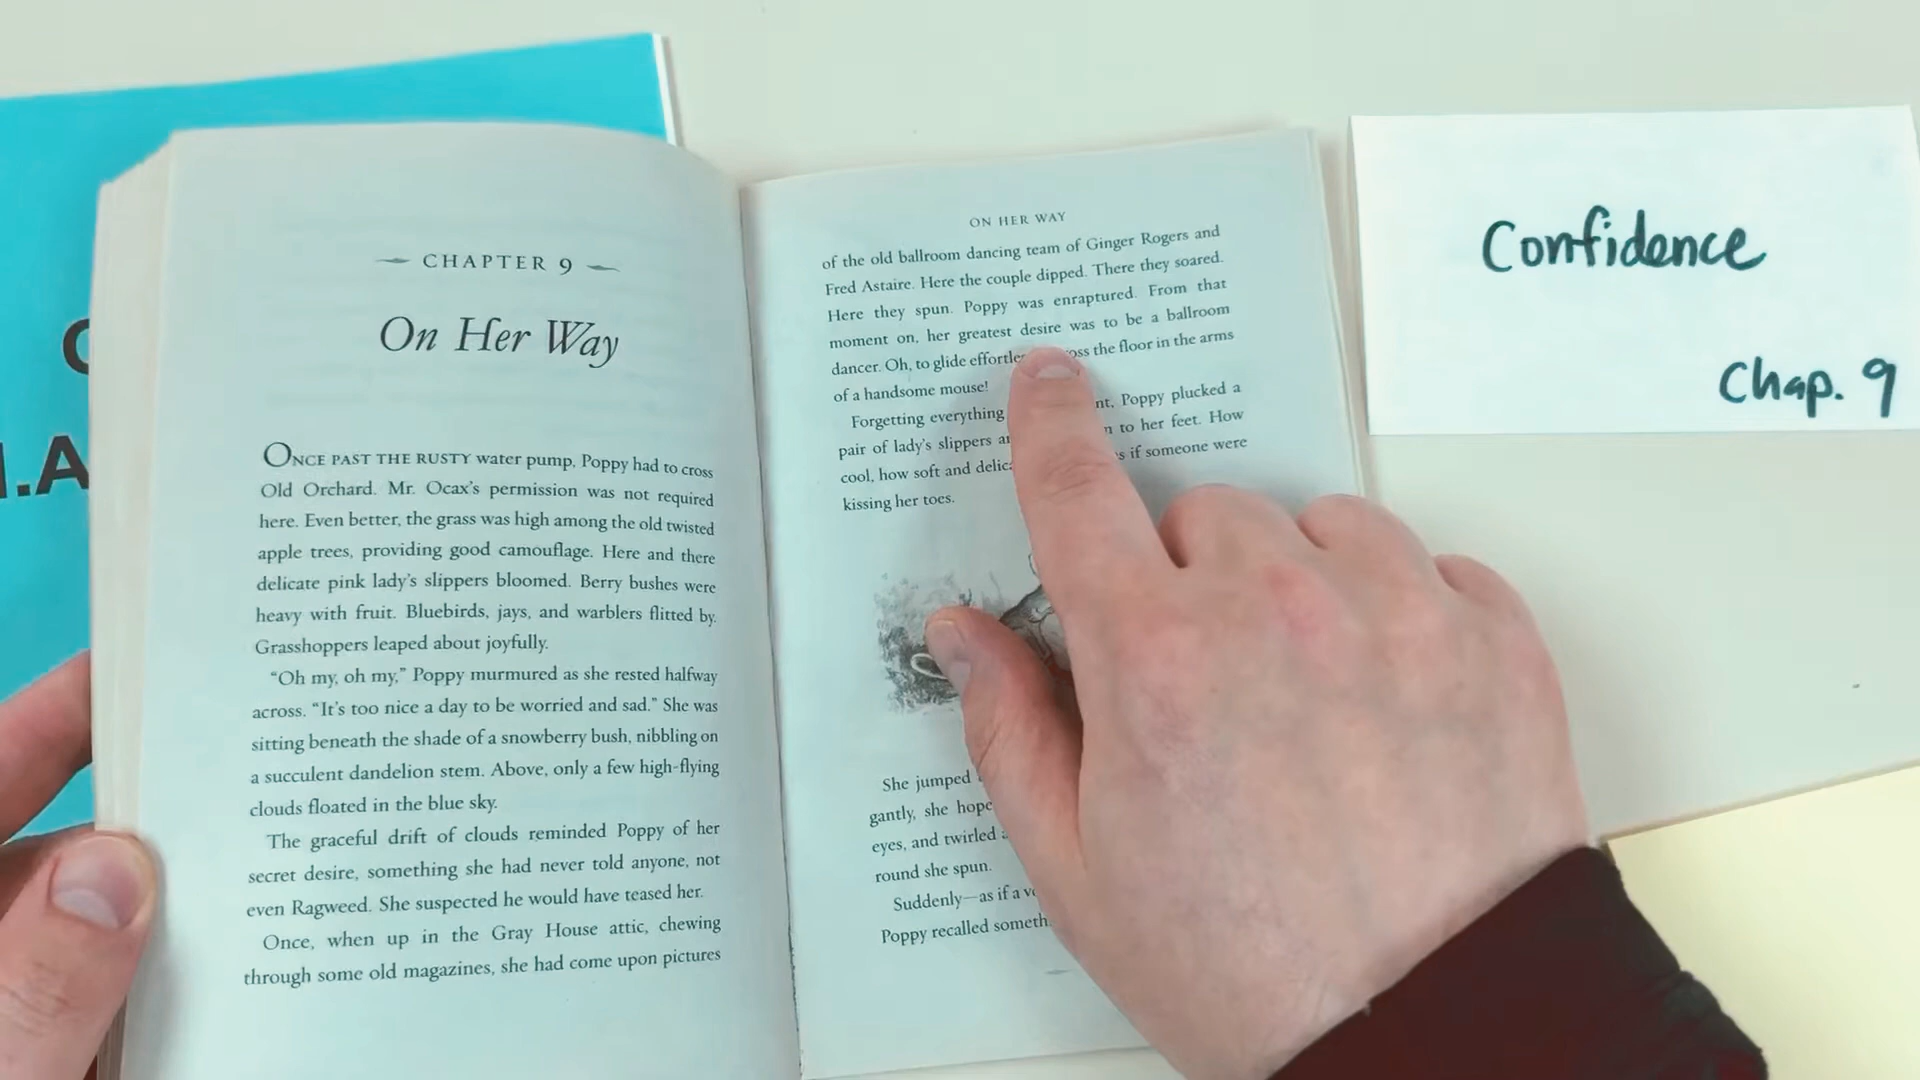 CHAPTER 9
On Her Way
ONCE PAST THE RUSTY water pump, Poppy had to cross
Old Orchard. Mr. Ocax's permission was not required
here. Even better, the grass was high among the old twisted
apple trees, providing good camouflage. Here and there
delicate pink lady's slippers bloomed. Berry bushes were
heavy with fruit. Bluebirds, jays, and warblers flitted by.
Grasshoppers leaped about joyfully.
“Oh my, oh my,” Poppy murmured as she rested halfway
across. “It's too nice a day to be worried and sad.” She was
sitting beneath the shade of a snowberry bush, nibbling on
a succulent dandelion stem. Above, only a few high-flying
clouds floated in the blue sky.
The graceful drift of clouds reminded Poppy of her
secret desire, something she had never told anyone, not
even Ragweed. She suspected he would have teased her.
Once, when up in the Gray House attic, chewing
through some old magazines, she had come upon pictures
ON HER WAY
of the old ballroom dancing team of Ginger Rogers and
Fred Astaire. Here the couple dipped. There they soared.
Here they spun. Poppy was enraptured. From that
moment on, her greatest desire was to be a ballroom
dancer. Oh, to glide the floor in the arms
of a handsome mouse!
Forgetting everything Poppy plucked a
pair of lady's slippers to her feet. How
cool, how soft and if someone were
kissing her toes.
She jumped
gantly, she
eyes, and twirled
round she spun.
Suddenly—as if a
Poppy recalled
Confidence
Chap. 9